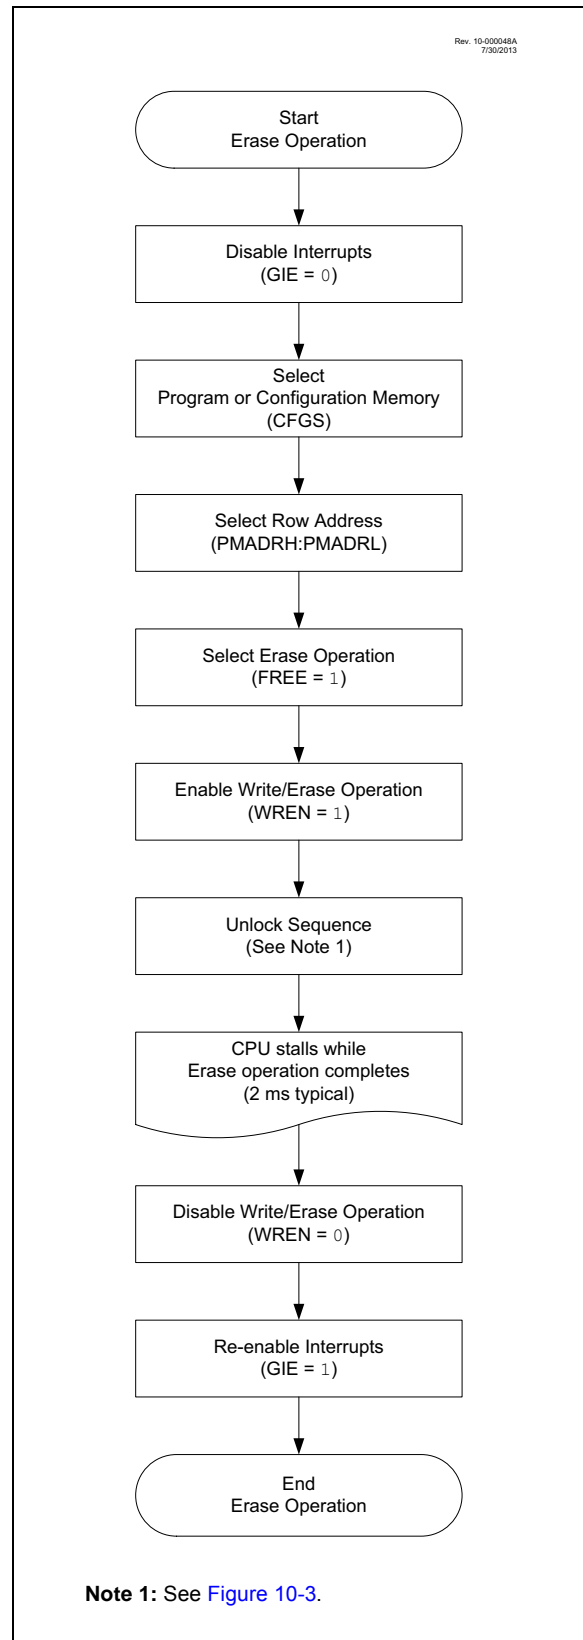 Rev. 10-000048A
7/30/2013
Start
Erase Operation
Disable Interrupts
(GIE = 0)
Select
Program or Configuration Memory
(CFGS)
Select Row Address
(PMADRH:PMADRL)
Select Erase Operation
(FREE = 1)
Enable Write/Erase Operation
(WREN = 1)
Unlock Sequence
(See Note 1)
CPU stalls while
Erase operation completes
(2 ms typical)
Disable Write/Erase Operation
(WREN = 0)
Re-enable Interrupts
(GIE = 1)
End
Erase Operation
Note 1: See Figure 10-3.